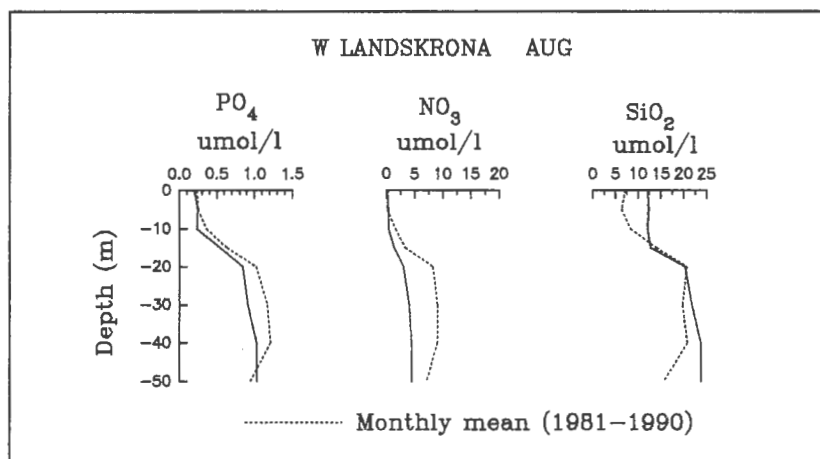 W LANDSKRONA AUG
PO4 NO3 SiO2
umol/l umol/l umol/l
0.0 0.5 1.0 1.5 0 5 10 15 20 0 5 10 15 20 25
0
-10
-20
-30
-40
-50
Depth (m)
Monthly mean (1981-1990)